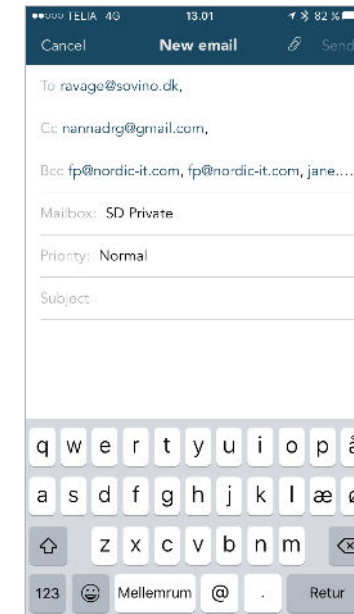 TELIA 4G 13.01 82 %
Cancel New email Send
To ravage@sovino.dk,
Cc nannadrg@gmail.com,
Bcc fp@nordic-it.com, fp@nordic-it.com, jane....
Mailbox: SD Private
Priority: Normal
Subject
q w e r t y u i o p å
a s d f g h j k l æ ø
z x c v b n m
123 Mellemrum @ . Retur